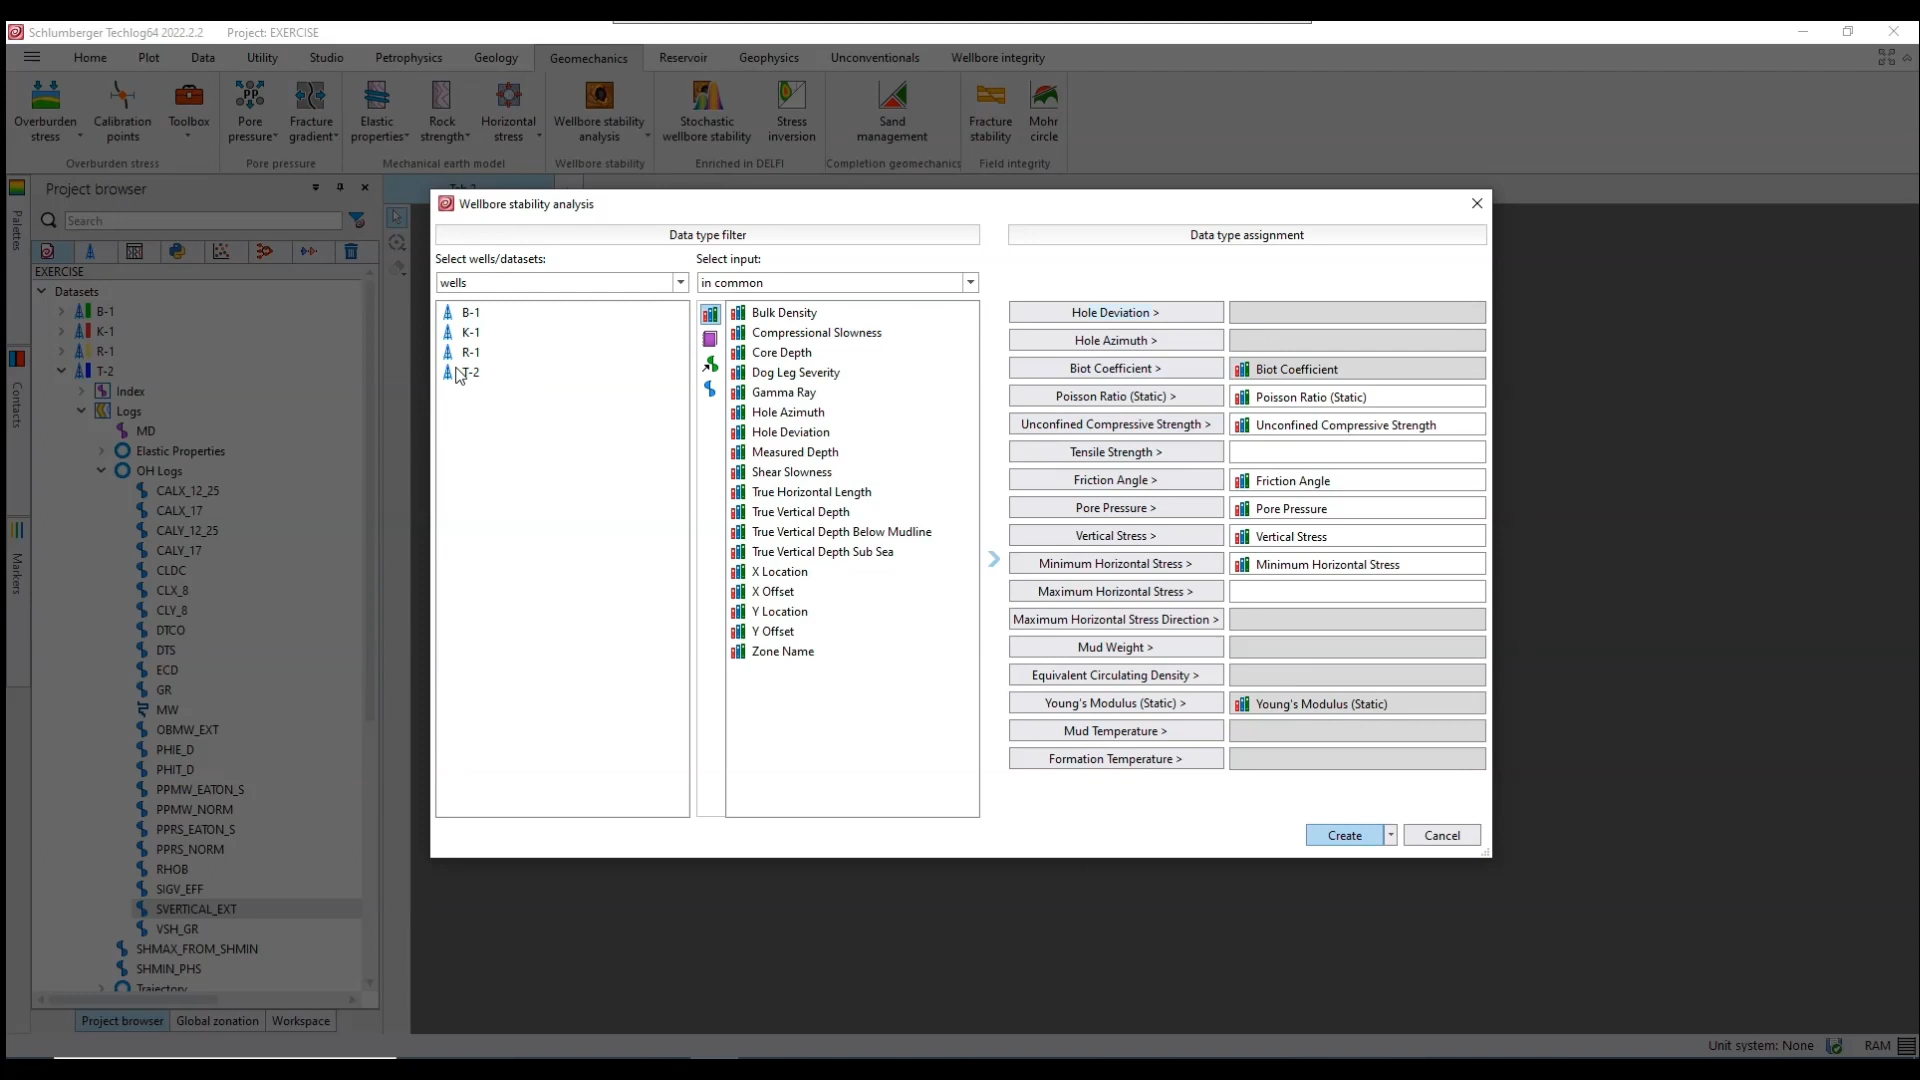 Schlumberger Techlog64 2022.2.2 Project: EXERCISE
Home Plot Data Utility Studio Petrophysics Geology Geomechanics Reservoir Geophysics Unconventionals Wellbore integrity
Overburden stress
Calibration points
Toolbox
Pore pressure
Fracture gradient
Elastic properties
Rock strength
Horizontal stress
Wellbore stability analysis
Stochastic wellbore stability
Stress inversion
Sand management
Fracture stability
Mohr circle
Overburden stress Pore pressure Mechanical earth model Wellbore stability Enriched in DELFI Completion geomechanics Field integrity
Palettes
Contacts
Markers
Project browser
Search
EXERCISE
Datasets
B-1
K-1
R-1
T-2
Index
Logs
MD
Elastic Properties
OH Logs
CALX_12_25
CALX_17
CALY_12_25
CALY_17
CLDC
CLX_8
CLY_8
DTCO
DTS
ECD
GR
MW
OBMW_EXT
PHIE_D
PHIT_D
PPMW_EATON_S
PPMW_NORM
PPRS_EATON_S
PPRS_NORM
RHOB
SIGV_EFF
SVERTICAL_EXT
VSH_GR
SHMAX_FROM_SHMIN
SHMIN_PHS
Trajectory
Project browser Global zonation Workspace
Wellbore stability analysis
Data type filter
Select wells/datasets:
wells
B-1
K-1
R-1
T-2
Select input:
in common
Bulk Density
Compressional Slowness
Core Depth
Dog Leg Severity
Gamma Ray
Hole Azimuth
Hole Deviation
Measured Depth
Shear Slowness
True Horizontal Length
True Vertical Depth
True Vertical Depth Below Mudline
True Vertical Depth Sub Sea
X Location
X Offset
Y Location
Y Offset
Zone Name
Data type assignment
Hole Deviation >
Hole Azimuth >
Biot Coefficient > Biot Coefficient
Poisson Ratio (Static) > Poisson Ratio (Static)
Unconfined Compressive Strength > Unconfined Compressive Strength
Tensile Strength >
Friction Angle > Friction Angle
Pore Pressure > Pore Pressure
Vertical Stress > Vertical Stress
Minimum Horizontal Stress > Minimum Horizontal Stress
Maximum Horizontal Stress >
Maximum Horizontal Stress Direction >
Mud Weight >
Equivalent Circulating Density >
Young's Modulus (Static) > Young's Modulus (Static)
Mud Temperature >
Formation Temperature >
Create Cancel
Unit system: None RAM